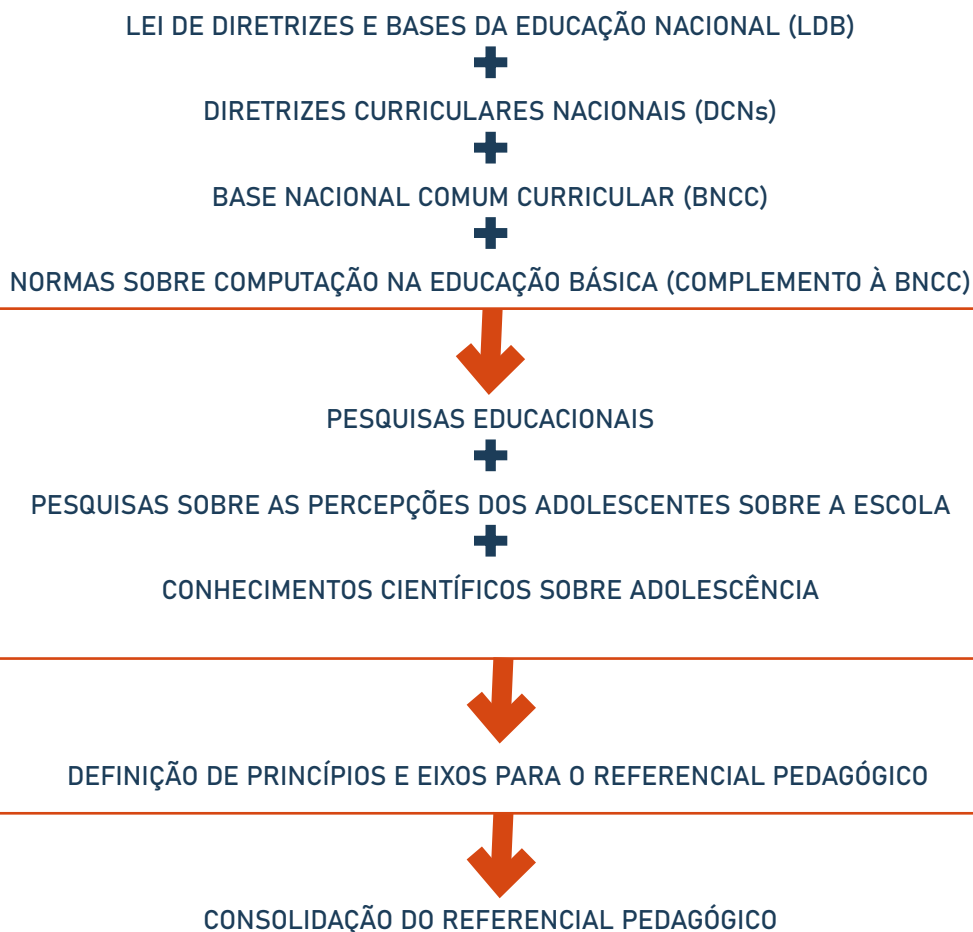 LEI DE DIRETRIZES E BASES DA EDUCAÇÃO NACIONAL (LDB)
DIRETRIZES CURRICULARES NACIONAIS (DCNs)
BASE NACIONAL COMUM CURRICULAR (BNCC)
NORMAS SOBRE COMPUTAÇÃO NA EDUCAÇÃO BÁSICA (COMPLEMENTO À BNCC)
PESQUISAS EDUCACIONAIS
PESQUISAS SOBRE AS PERCEPÇÕES DOS ADOLESCENTES SOBRE A ESCOLA
CONHECIMENTOS CIENTÍFICOS SOBRE ADOLESCÊNCIA
DEFINIÇÃO DE PRINCÍPIOS E EIXOS PARA O REFERENCIAL PEDAGÓGICO
CONSOLIDAÇÃO DO REFERENCIAL PEDAGÓGICO